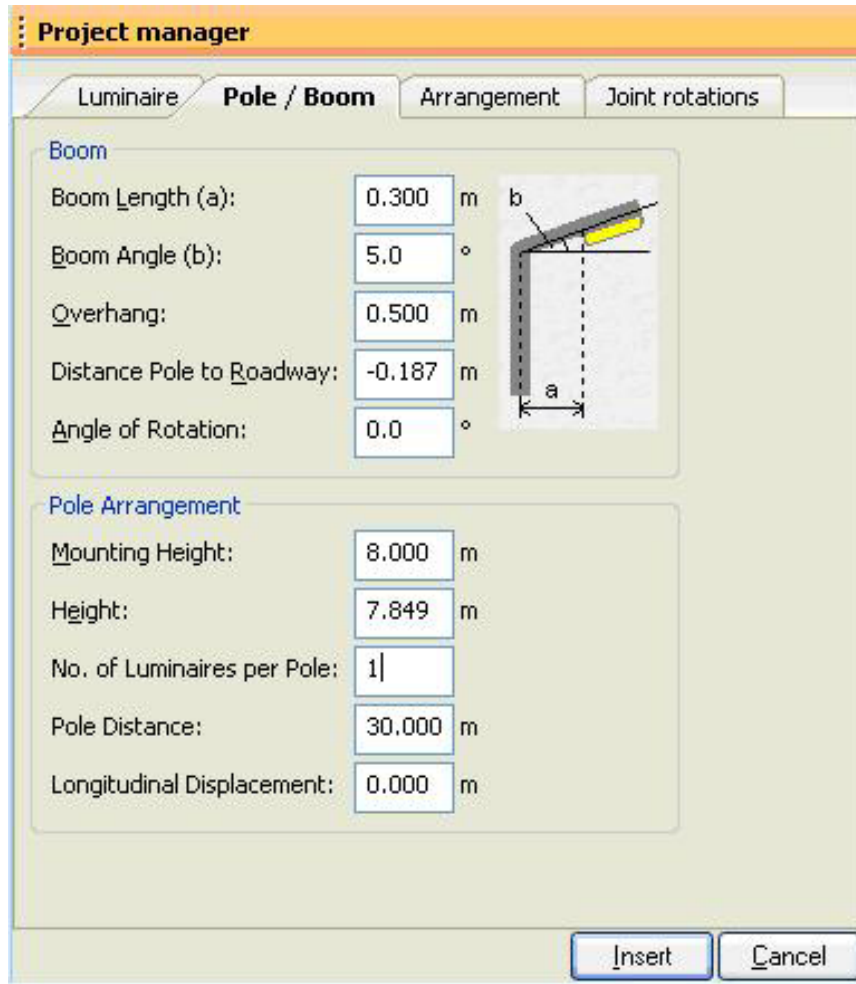 Project manager
Luminaire Pole / Boom Arrangement Joint rotations
Boom
Boom Length (a): 0.300 m
Boom Angle (b): 5.0 °
Overhang: 0.500 m
Distance Pole to Roadway: -0.187 m
Angle of Rotation: 0.0 °
b
a
Pole Arrangement
Mounting Height: 8.000 m
Height: 7.849 m
No. of Luminaires per Pole: 1
Pole Distance: 30.000 m
Longitudinal Displacement: 0.000 m
Insert Cancel